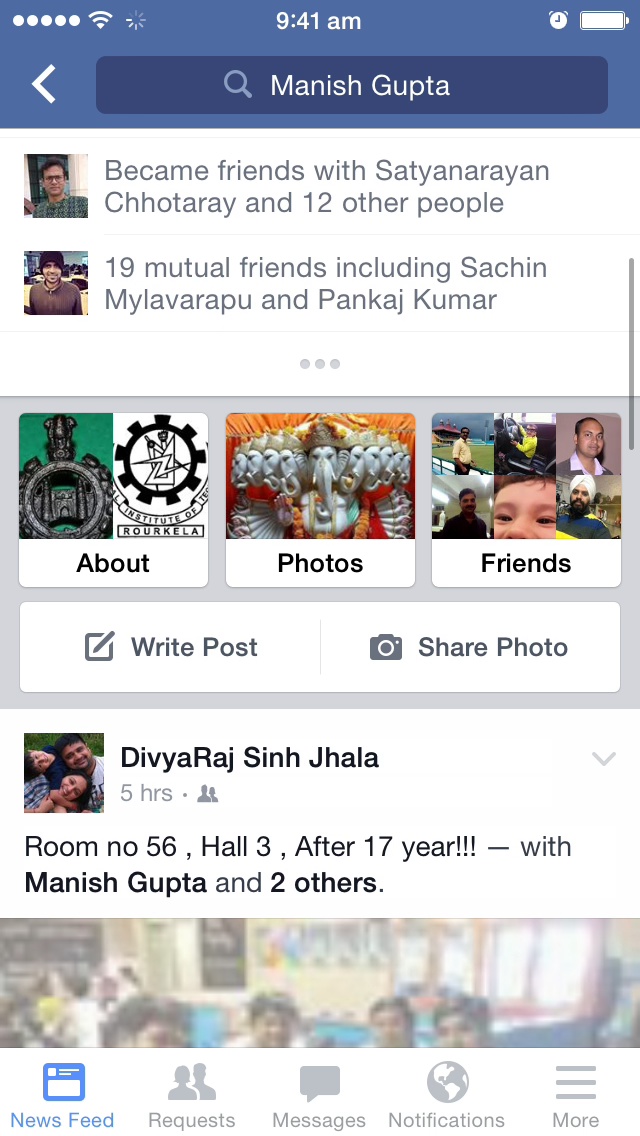 9:41 am
Manish Gupta
Became friends with Satyanarayan
Chhotaray and 12 other people
19 mutual friends including Sachin
Mylavarapu and Pankaj Kumar
INSTITUTE OF
ROURKELA
About
Photos
Friends
Write Post
Share Photo
DivyaRaj Sinh Jhala
5 hrs ·
Room no 56 , Hall 3 , After 17 year!!! — with
Manish Gupta and 2 others.
News Feed
Requests
Messages
Notifications
More